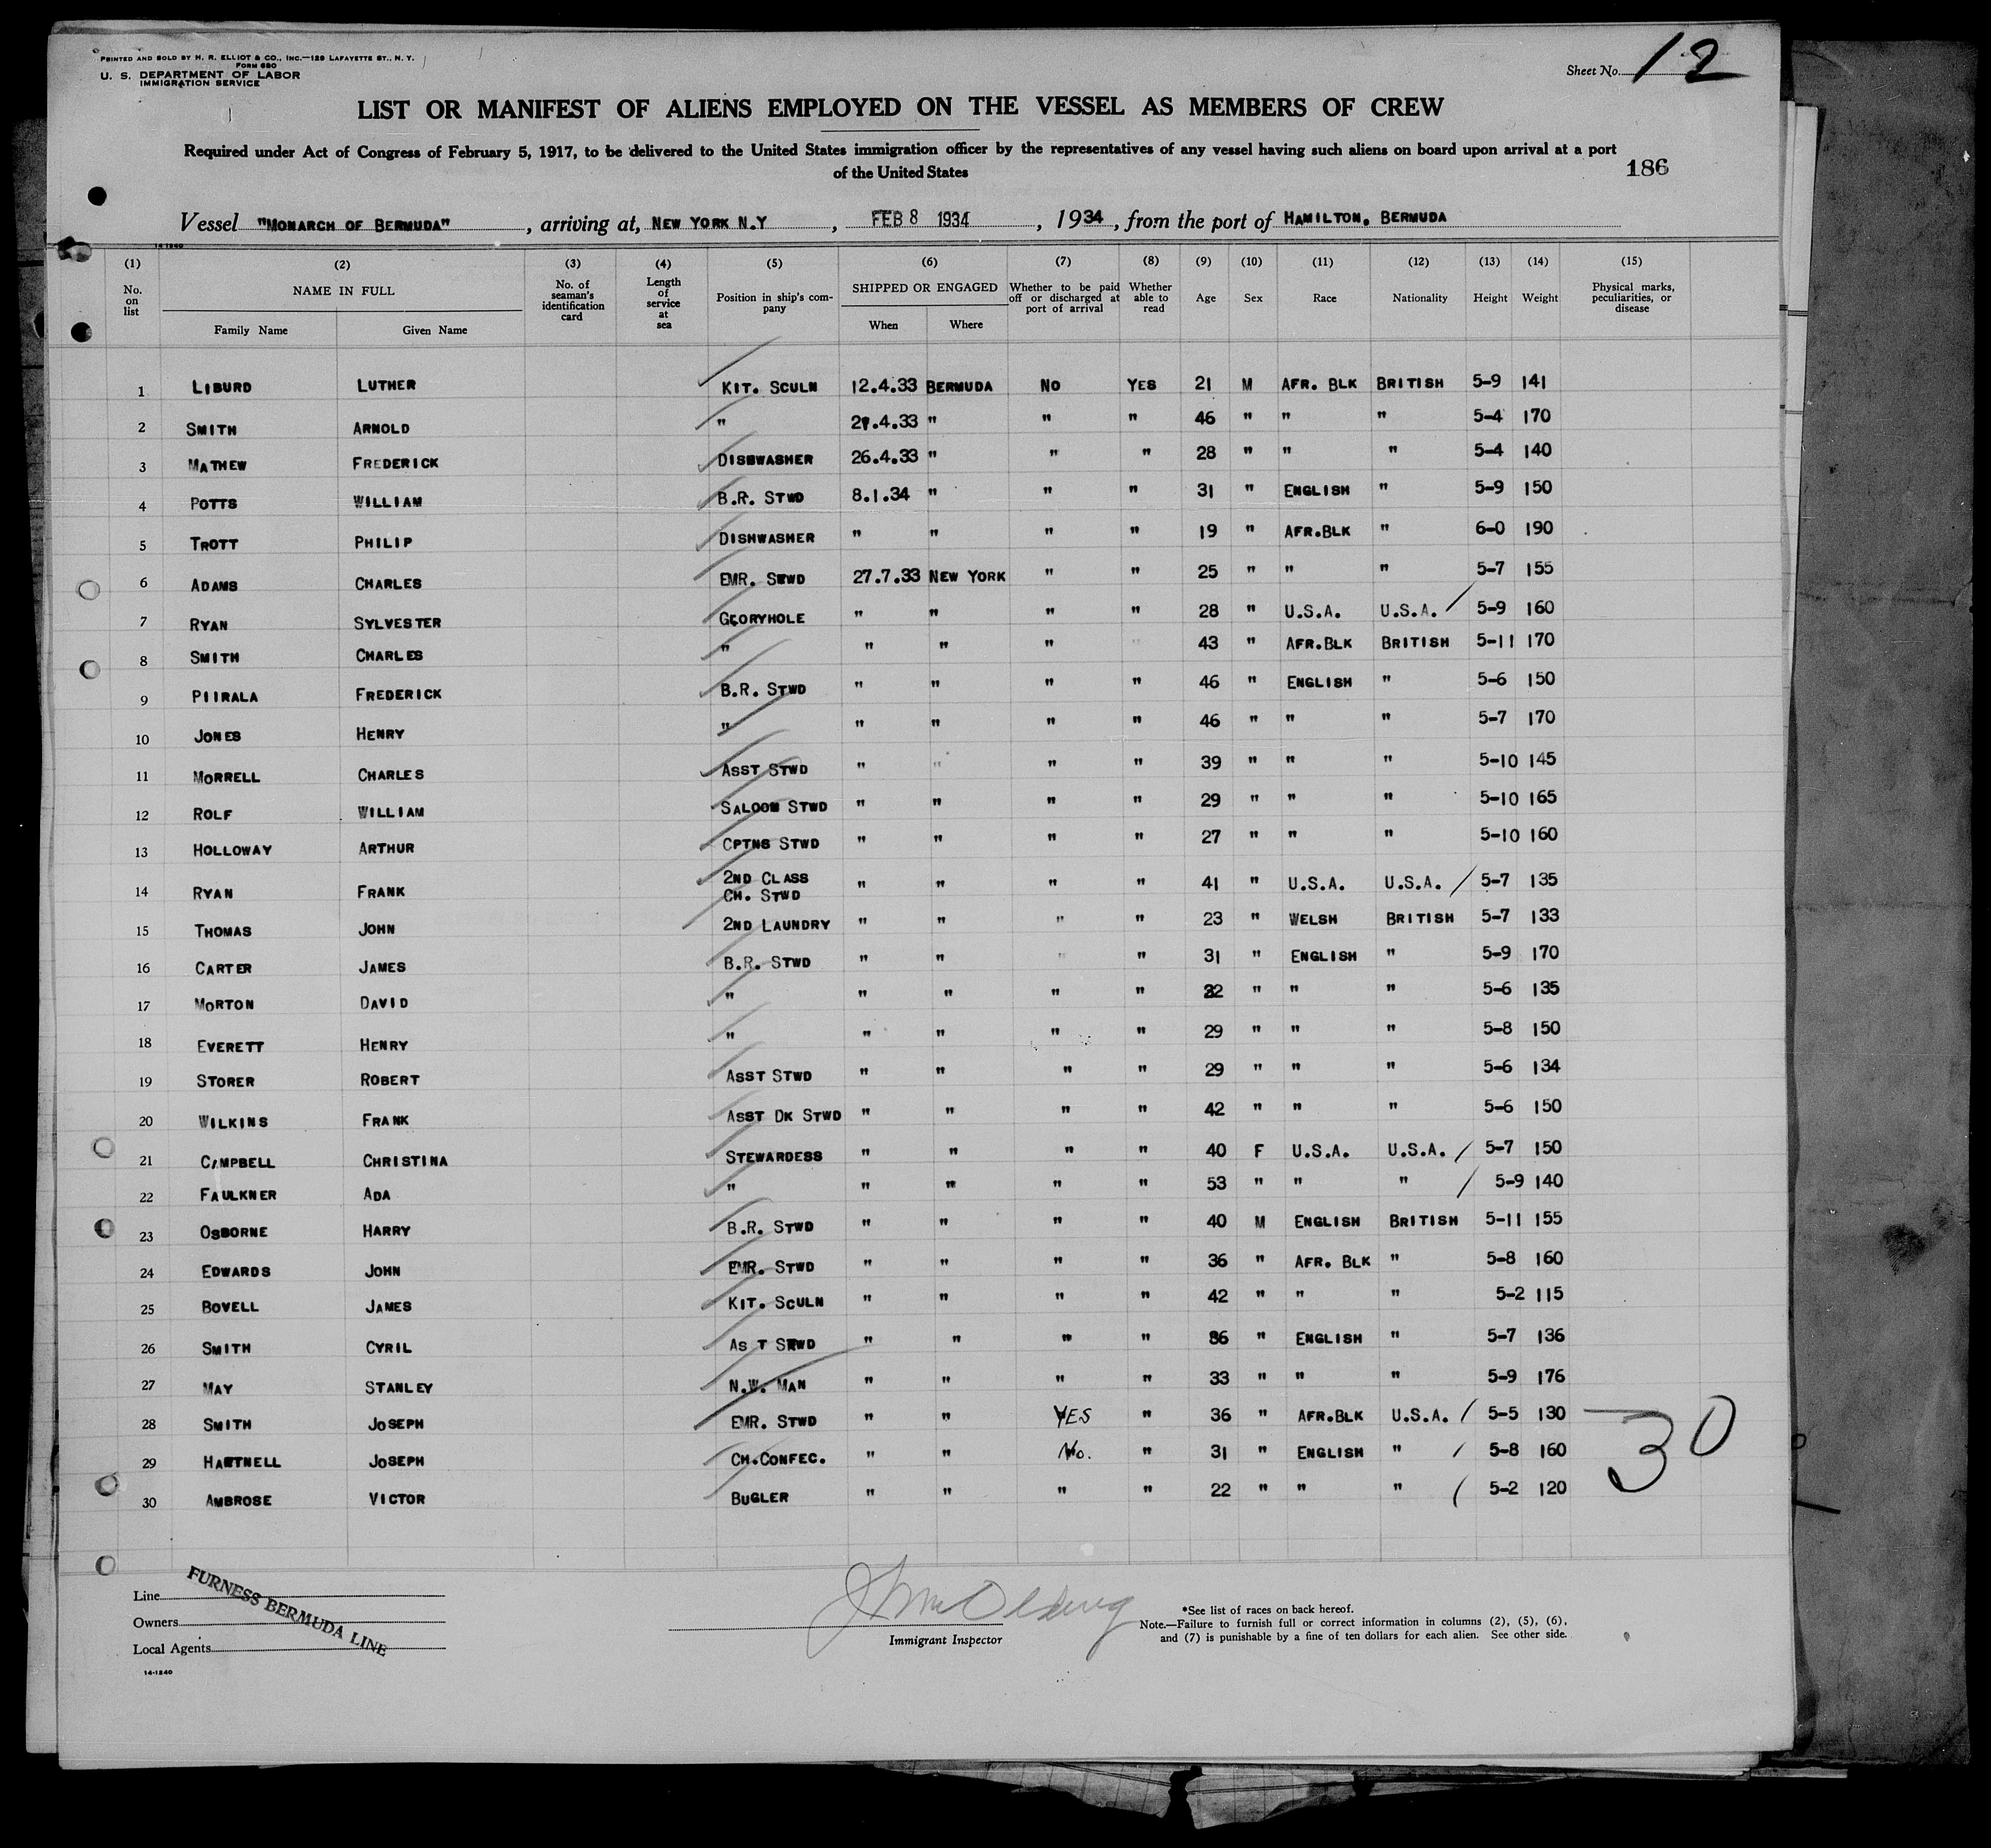 PRINTED AND SOLD BY H. R. ELLIOT & CO., INC.—129 LAFAYETTE ST., N. Y.
FORM 680
U. S. DEPARTMENT OF LABOR
IMMIGRATION SERVICE
Sheet No. 12
LIST OR MANIFEST OF ALIENS EMPLOYED ON THE VESSEL AS MEMBERS OF CREW
Required under Act of Congress of February 5, 1917, to be delivered to the United States immigration officer by the representatives of any vessel having such aliens on board upon arrival at a port
of the United States
186
Vessel "MONARCH OF BERMUDA", arriving at, NEW YORK N.Y, FEB 8 1934, 1934, from the port of HAMILTON, BERMUDA
14-1240
(1) No. on list (2) NAME IN FULL Family Name Given Name (3) No. of seaman's identification card (4) Length of service at sea (5) Position in ship's company (6) SHIPPED OR ENGAGED When Where (7) Whether to be paid off or discharged at port of arrival (8) Whether able to read (9) Age (10) Sex (11) Race (12) Nationality (13) Height (14) Weight (15) Physical marks, peculiarities, or disease
1 LIBURD LUTHER KIT. SCULN 12.4.33 BERMUDA NO YES 21 M AFR. BLK BRITISH 5-9 141
2 SMITH ARNOLD " .4.33 " " " 46 " " " 5-4 170
3 MATHEW FREDERICK DISHWASHER 26.4.33 " " " 28 " " " 5-4 140
4 POTTS WILLIAM B.R. STWD 8.1.34 " " " 31 " ENGLISH " 5-9 150
5 TROTT PHILIP DISHWASHER " " " " 19 " AFR.BLK " 6-0 190
6 ADAMS CHARLES EMR. STWD 27.7.33 NEW YORK " " 25 " " " 5-7 155
7 RYAN SYLVESTER GLORYHOLE " " " " 28 " U.S.A. U.S.A. / 5-9 160
8 SMITH CHARLES " " " " " 43 " AFR.BLK BRITISH 5-11 170
9 PIIRALA FREDERICK B.R. STWD " " " " 46 " ENGLISH " 5-6 150
10 JONES HENRY " " " " " 46 " " " 5-7 170
11 MORRELL CHARLES ASST STWD " " " " 39 " " " 5-10 145
12 ROLF WILLIAM SALOON STWD " " " " 29 " " " 5-10 165
13 HOLLOWAY ARTHUR CPTNS STWD " " " " 27 " " " 5-10 160
14 RYAN FRANK 2ND CLASS CH. STWD " " " " 41 " U.S.A. U.S.A. / 5-7 135
15 THOMAS JOHN 2ND LAUNDRY " " " " 23 " WELSH BRITISH 5-7 133
16 CARTER JAMES B.R. STWD " " " " 31 " ENGLISH " 5-9 170
17 MORTON DAVID " " " " " 32 " " " 5-6 135
18 EVERETT HENRY " " " " " 29 " " " 5-8 150
19 STORER ROBERT ASST STWD " " " " 29 " " " 5-6 134
20 WILKINS FRANK ASST DK STWD " " " " 42 " " " 5-6 150
21 CAMPBELL CHRISTINA STEWARDESS " " " " 40 F U.S.A. U.S.A. / 5-7 150
22 FAULKNER ADA " " " " " 53 " " " / 5-9 140
23 OSBORNE HARRY B.R. STWD " " " " 40 M ENGLISH BRITISH 5-11 155
24 EDWARDS JOHN EMR. STWD " " " " 36 " AFR. BLK " 5-8 160
25 BOVELL JAMES KIT. SCULN " " " " 42 " " " 5-2 115
26 SMITH CYRIL AS T STWD " " " " 36 " ENGLISH " 5-7 136
27 MAY STANLEY N.W. MAN " " " " 33 " " " 5-9 176
28 SMITH JOSEPH EMR. STWD " " YES " 36 " AFR.BLK U.S.A. / 5-5 130
29 HARTNELL JOSEPH CH.CONFEC. " " No. " 31 " ENGLISH " / 5-8 160
30 AMBROSE VICTOR BUGLER " " " " 22 " " " / 5-2 120
30
Line
Owners
Local Agents
FURNESS BERMUDA LINE
14-1240
Immigrant Inspector
*See list of races on back hereof.
Note.—Failure to furnish full or correct information in columns (2), (5), (6),
and (7) is punishable by a fine of ten dollars for each alien. See other side.